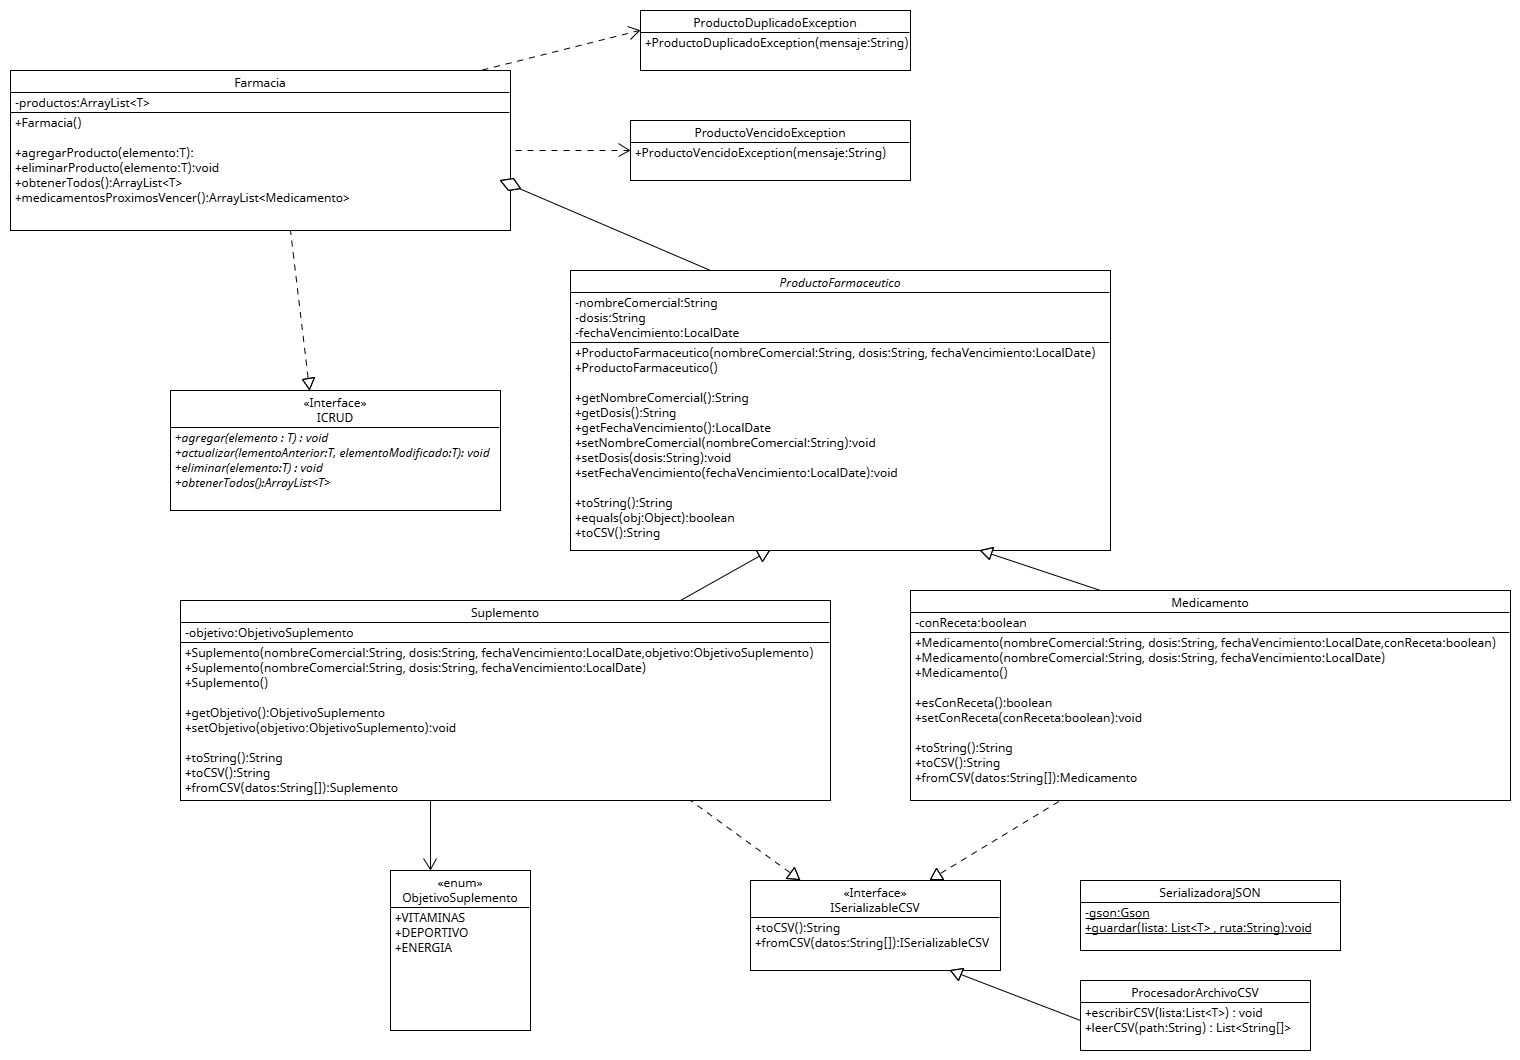 ProductoDuplicadoException
+ProductoDuplicadoException(mensaje:String)
Farmacia
-productos:ArrayList<T>
+Farmacia()
+agregarProducto(elemento:T):
+eliminarProducto(elemento:T):void
+obtenerTodos():ArrayList<T>
+medicamentosProximosVencer():ArrayList<Medicamento>
ProductoVencidoException
+ProductoVencidoException(mensaje:String)
ProductoFarmaceutico
-nombreComercial:String
-dosis:String
-fechaVencimiento:LocalDate
+ProductoFarmaceutico(nombreComercial:String, dosis:String, fechaVencimiento:LocalDate)
+ProductoFarmaceutico()
+getNombreComercial():String
+getDosis():String
+getFechaVencimiento():LocalDate
+setNombreComercial(nombreComercial:String):void
+setDosis(dosis:String):void
+setFechaVencimiento(fechaVencimiento:LocalDate):void
+toString():String
+equals(obj:Object):boolean
+toCSV():String
«Interface»
ICRUD
+agregar(elemento : T) : void
+actualizar(lementoAnterior:T, elementoModificado:T): void
+eliminar(elemento:T) : void
+obtenerTodos():ArrayList<T>
Suplemento
-objetivo:ObjetivoSuplemento
+Suplemento(nombreComercial:String, dosis:String, fechaVencimiento:LocalDate,objetivo:ObjetivoSuplemento)
+Suplemento(nombreComercial:String, dosis:String, fechaVencimiento:LocalDate)
+Suplemento()
+getObjetivo():ObjetivoSuplemento
+setObjetivo(objetivo:ObjetivoSuplemento):void
+toString():String
+toCSV():String
+fromCSV(datos:String[]):Suplemento
Medicamento
-conReceta:boolean
+Medicamento(nombreComercial:String, dosis:String, fechaVencimiento:LocalDate,conReceta:boolean)
+Medicamento(nombreComercial:String, dosis:String, fechaVencimiento:LocalDate)
+Medicamento()
+esConReceta():boolean
+setConReceta(conReceta:boolean):void
+toString():String
+toCSV():String
+fromCSV(datos:String[]):Medicamento
«enum»
ObjetivoSuplemento
+VITAMINAS
+DEPORTIVO
+ENERGIA
«Interface»
ISerializableCSV
+toCSV():String
+fromCSV(datos:String[]):ISerializableCSV
SerializadoraJSON
-gson:Gson
+guardar(lista: List<T> , ruta:String):void
ProcesadorArchivoCSV
+escribirCSV(lista:List<T>) : void
+leerCSV(path:String) : List<String[]>